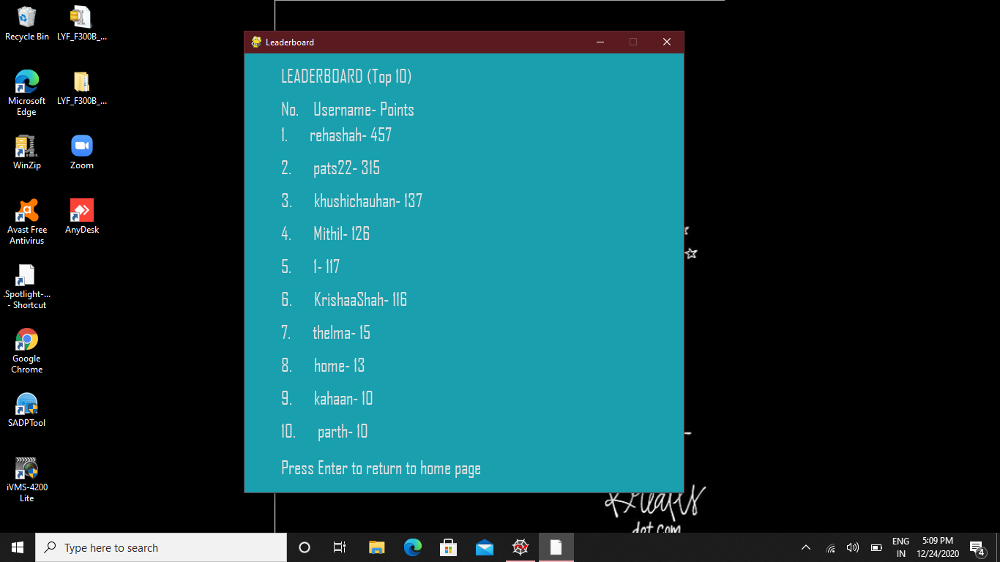 Recycle Bin
LYF_F300B_...
Microsoft
Edge
LYF_F300B_...
WinZip
Zoom
Avast Free
Antivirus
AnyDesk
.Spotlight-...
- Shortcut
Google
Chrome
SADPTool
iVMS-4200
Lite
Leaderboard
LEADERBOARD (Top 10)
No. Username- Points
1. rehashah- 457
2. pats22- 315
3. khushichauhan- 137
4. Mithil- 126
5. 1- 117
6. KrishaaShah- 116
7. thelma- 15
8. home- 13
9. kahaan- 10
10. parth- 10
Press Enter to return to home page
dot.com
Type here to search
ENG
IN
5:09 PM
12/24/2020
4